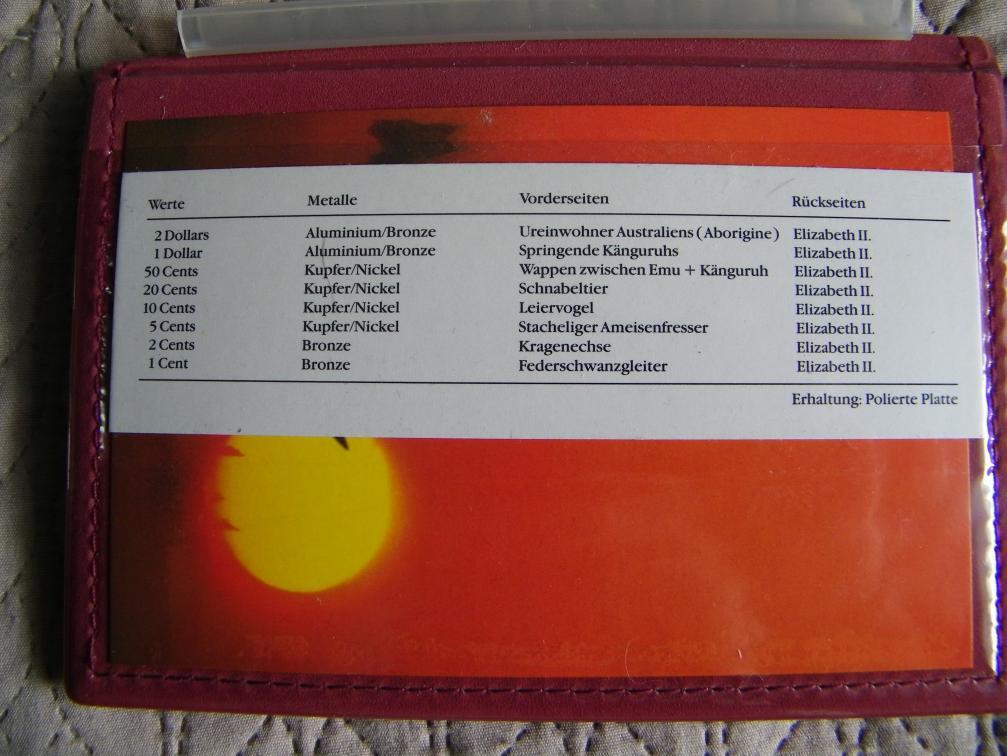 Werte Metalle Vorderseiten Rückseiten
2 Dollars Aluminium/Bronze Ureinwohner Australiens (Aborigine) Elizabeth II.
1 Dollar Aluminium/Bronze Springende Känguruhs Elizabeth II.
50 Cents Kupfer/Nickel Wappen zwischen Emu + Känguruh Elizabeth II.
20 Cents Kupfer/Nickel Schnabeltier Elizabeth II.
10 Cents Kupfer/Nickel Leiervogel Elizabeth II.
5 Cents Kupfer/Nickel Stacheliger Ameisenfresser Elizabeth II.
2 Cents Bronze Kragenechse Elizabeth II.
1 Cent Bronze Federschwanzgleiter Elizabeth II.
Erhaltung: Polierte Platte